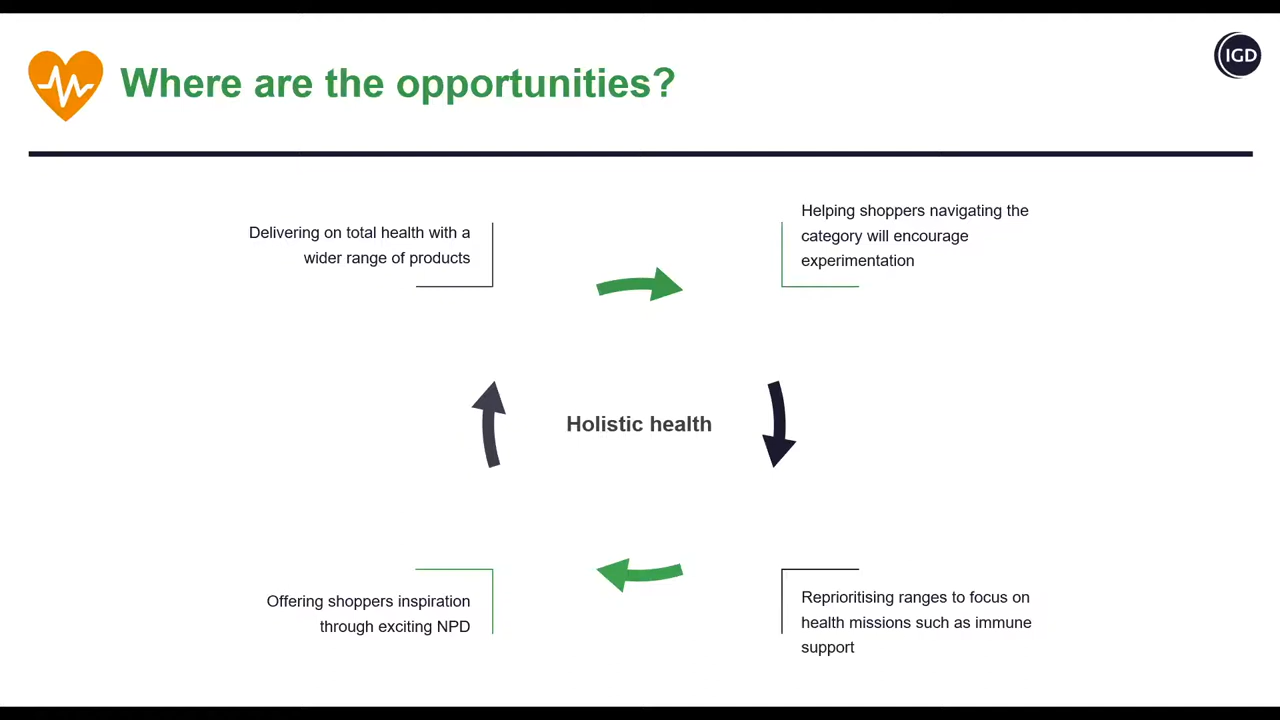 Where are the opportunities?
IGD
Delivering on total health with a
wider range of products
Helping shoppers navigating the
category will encourage
experimentation
Holistic health
Offering shoppers inspiration
through exciting NPD
Reprioritising ranges to focus on
health missions such as immune
support